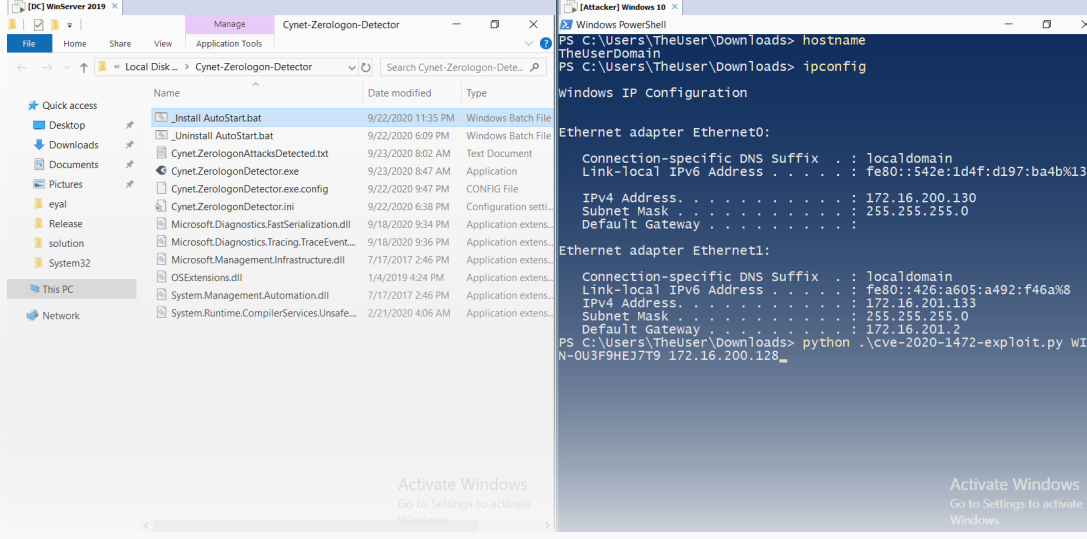 [DC] WinServer 2019 ×
Manage
Cynet-Zerologon-Detector
File Home Share View Application Tools
« Local Disk ... > Cynet-Zerologon-Detector
Search Cynet-Zerologon-Dete...
Quick access
Desktop
Downloads
Documents
Pictures
eyal
Release
solution
System32
This PC
Network
Name Date modified Type
_Install AutoStart.bat 9/22/2020 11:35 PM Windows Batch File
_Uninstall AutoStart.bat 9/22/2020 6:09 PM Windows Batch File
Cynet.ZerologonAttacksDetected.txt 9/23/2020 8:02 AM Text Document
Cynet.ZerologonDetector.exe 9/23/2020 8:47 AM Application
Cynet.ZerologonDetector.exe.config 9/22/2020 9:47 PM CONFIG File
Cynet.ZerologonDetector.ini 9/22/2020 6:38 PM Configuration setti...
Microsoft.Diagnostics.FastSerialization.dll 9/18/2020 9:34 PM Application extens...
Microsoft.Diagnostics.Tracing.TraceEvent.... 9/18/2020 9:36 PM Application extens...
Microsoft.Management.Infrastructure.dll 7/17/2017 2:46 PM Application extens...
OSExtensions.dll 1/4/2019 4:24 PM Application extens...
System.Management.Automation.dll 7/17/2017 2:46 PM Application extens...
System.Runtime.CompilerServices.Unsafe.... 2/21/2020 4:06 AM Application extens...
Activate Windows
Go to Settings to activate
Windows.
[Attacker] Windows 10 ×
Windows PowerShell
PS C:\Users\TheUser\Downloads> hostname
TheUserDomain
PS C:\Users\TheUser\Downloads> ipconfig
Windows IP Configuration
Ethernet adapter Ethernet0:
Connection-specific DNS Suffix . : localdomain
Link-local IPv6 Address . . . . . : fe80::542e:1d4f:d197:ba4b%13
IPv4 Address. . . . . . . . . . . : 172.16.200.130
Subnet Mask . . . . . . . . . . . : 255.255.255.0
Default Gateway . . . . . . . . . :
Ethernet adapter Ethernet1:
Connection-specific DNS Suffix . : localdomain
Link-local IPv6 Address . . . . . : fe80::426:a605:a492:f46a%8
IPv4 Address. . . . . . . . . . . : 172.16.201.133
Subnet Mask . . . . . . . . . . . : 255.255.255.0
Default Gateway . . . . . . . . . : 172.16.201.2
PS C:\Users\TheUser\Downloads> python .\cve-2020-1472-exploit.py WI
N-0U3F9HEJ7T9 172.16.200.128_
Activate Windows
Go to Settings to activate
Windows.